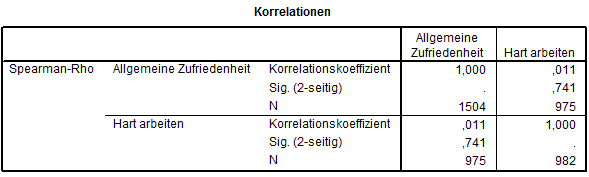 Korrelationen
Allgemeine
Zufriedenheit Hart arbeiten
Spearman-Rho Allgemeine Zufriedenheit Korrelationskoeffizient 1,000 ,011
Sig. (2-seitig) . ,741
N 1504 975
Hart arbeiten Korrelationskoeffizient ,011 1,000
Sig. (2-seitig) ,741 .
N 975 982